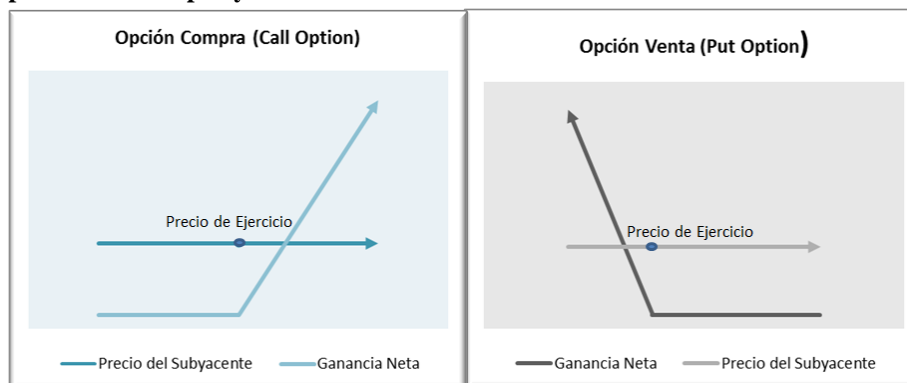 Opción Compra (Call Option)
Precio de Ejercicio
Precio del Subyacente
Ganancia Neta
Opción Venta (Put Option)
Precio de Ejercicio
Ganancia Neta
Precio del Subyacente